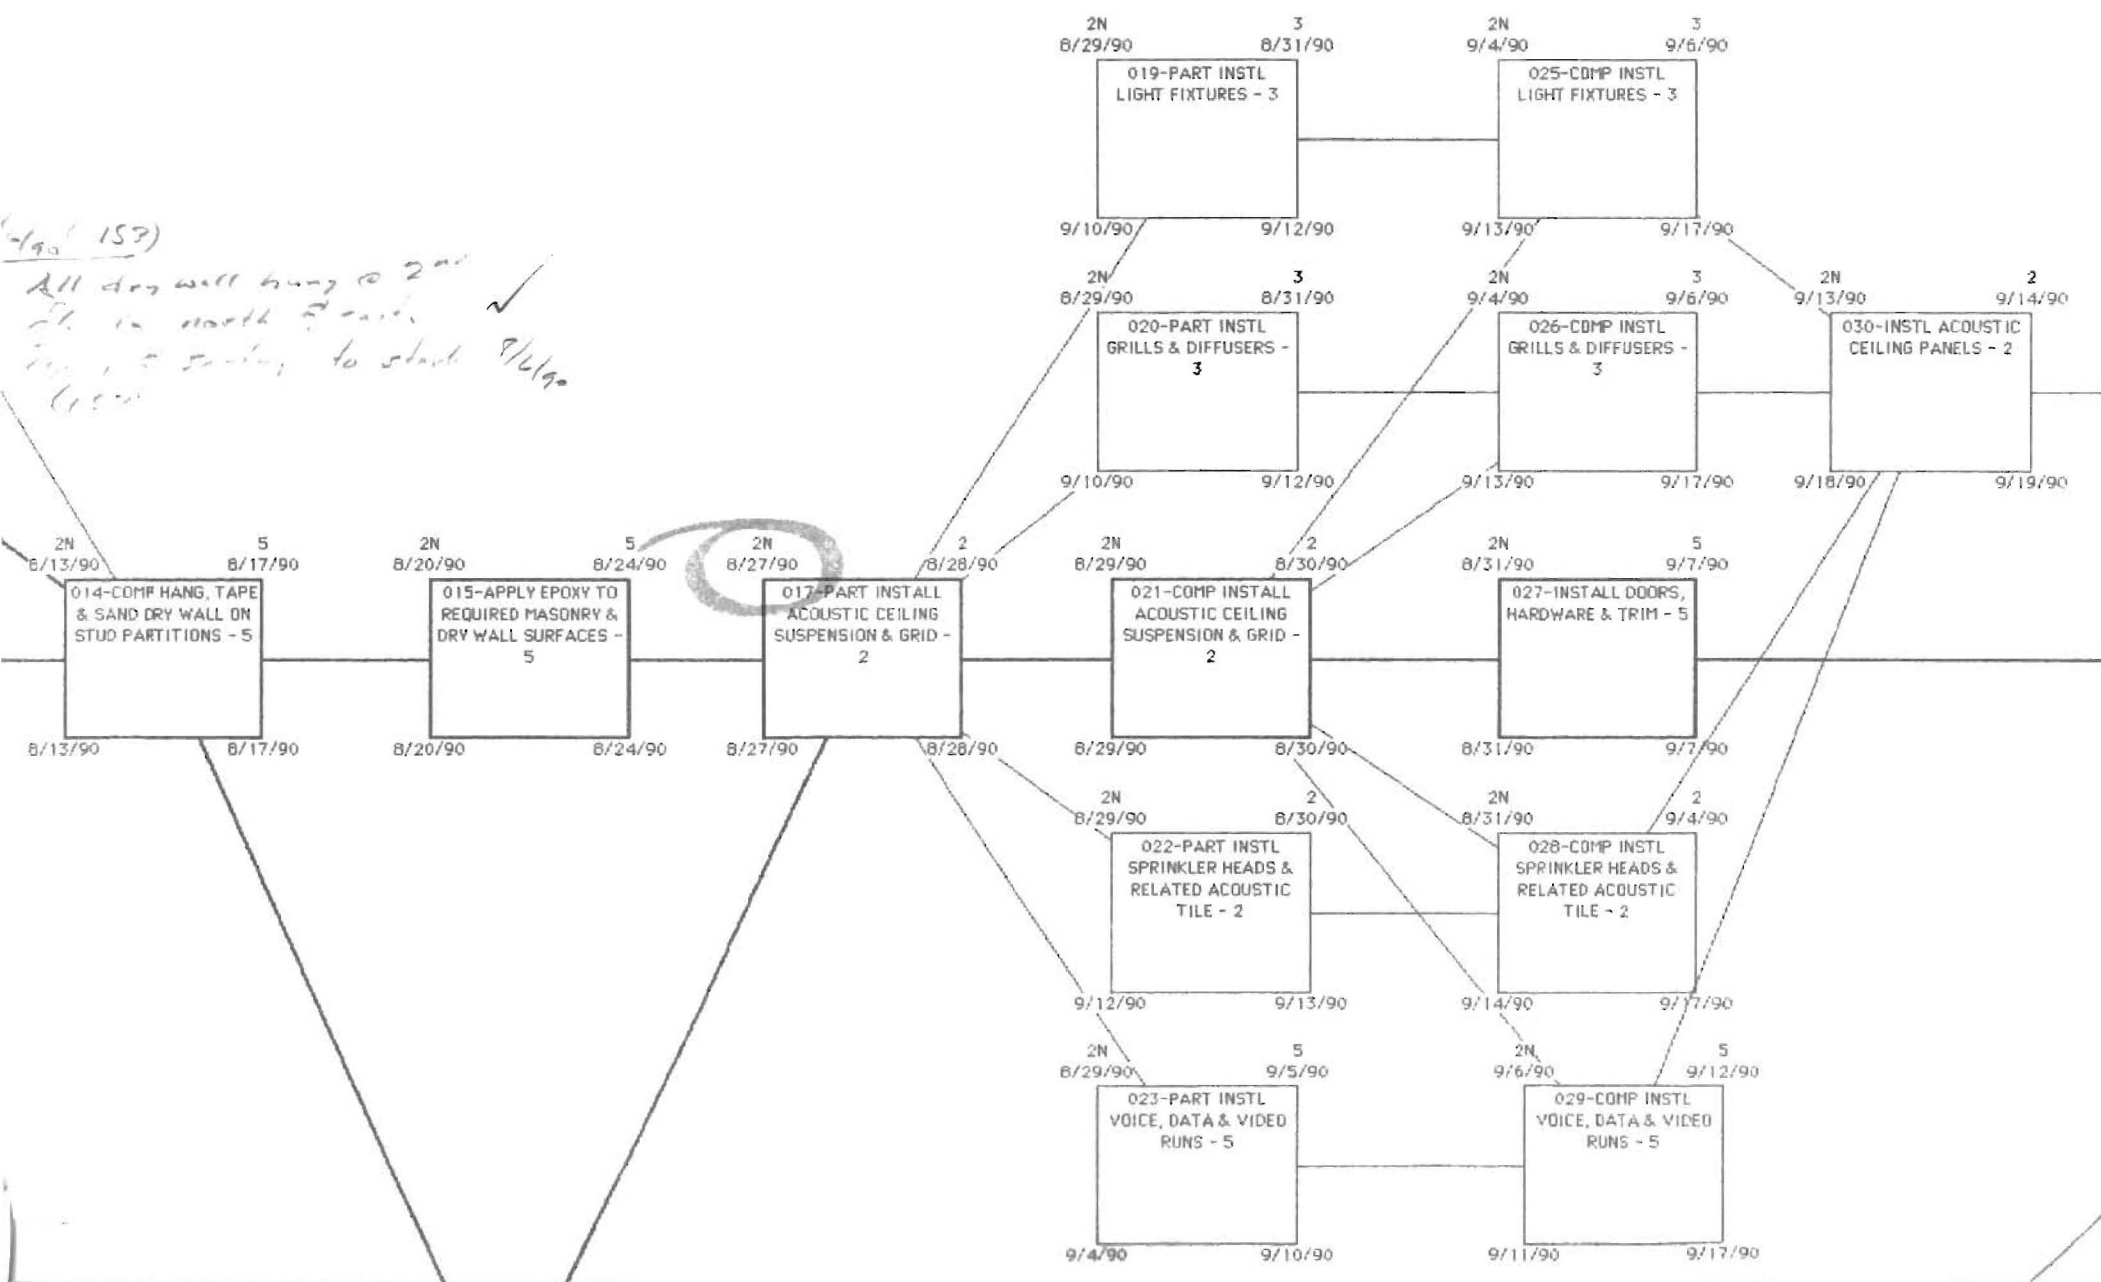 2N 3
8/29/90 8/31/90
019-PART INSTL
LIGHT FIXTURES - 3
9/10/90 9/12/90
2N 3
9/4/90 9/6/90
025-COMP INSTL
LIGHT FIXTURES - 3
9/13/90 9/17/90
153)
All dry wall hung @ 2nd
in north
to start 8/6/90
2N 3
8/29/90 8/31/90
020-PART INSTL
GRILLS & DIFFUSERS -
3
9/10/90 9/12/90
2N 3
9/4/90 9/6/90
026-COMP INSTL
GRILLS & DIFFUSERS -
3
9/13/90 9/17/90
2N 2
9/13/90 9/14/90
030-INSTL ACOUSTIC
CEILING PANELS - 2
9/18/90 9/19/90
2N 5
8/13/90 8/17/90
014-COMP HANG, TAPE
& SAND DRY WALL ON
STUD PARTITIONS - 5
8/13/90 8/17/90
2N 5
8/20/90 8/24/90
015-APPLY EPOXY TO
REQUIRED MASONRY &
DRY WALL SURFACES -
5
8/20/90 8/24/90
2N 2
8/27/90 8/28/90
017-PART INSTALL
ACOUSTIC CEILING
SUSPENSION & GRID -
2
8/27/90 8/28/90
2N 2
8/29/90 8/30/90
021-COMP INSTALL
ACOUSTIC CEILING
SUSPENSION & GRID -
2
8/29/90 8/30/90
2N 5
8/31/90 9/7/90
027-INSTALL DOORS,
HARDWARE & TRIM - 5
8/31/90 9/7/90
2N 2
8/29/90 8/30/90
022-PART INSTL
SPRINKLER HEADS &
RELATED ACOUSTIC
TILE - 2
9/12/90 9/13/90
2N 2
8/31/90 9/4/90
028-COMP INSTL
SPRINKLER HEADS &
RELATED ACOUSTIC
TILE - 2
9/14/90 9/17/90
2N 5
8/29/90 9/5/90
023-PART INSTL
VOICE, DATA & VIDEO
RUNS - 5
9/4/90 9/10/90
2N 5
9/6/90 9/12/90
029-COMP INSTL
VOICE, DATA & VIDEO
RUNS - 5
9/11/90 9/17/90